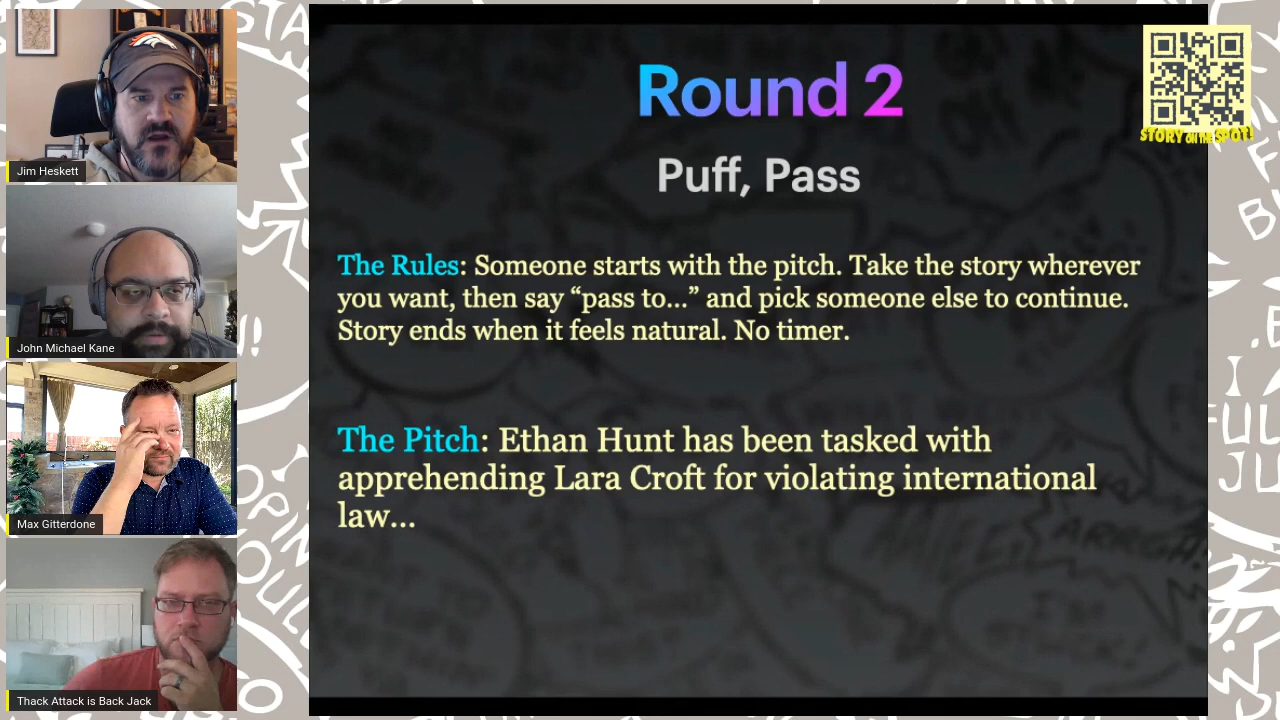 Jim Heskett
John Michael Kane
Max Gitterdone
Thack Attack is Back Jack
Round 2
Puff, Pass
The Rules: Someone starts with the pitch. Take the story wherever
you want, then say “pass to...” and pick someone else to continue.
Story ends when it feels natural. No timer.
The Pitch: Ethan Hunt has been tasked with
apprehending Lara Croft for violating international
law...
STORY ON THE SPOT!